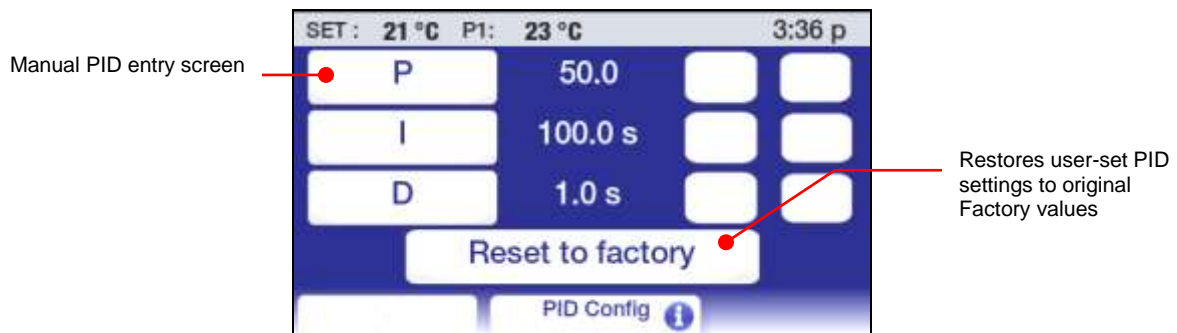 SET : 21 °C P1: 23 °C 3:36 p
Manual PID entry screen
P 50.0
I 100.0 s
D 1.0 s
Restores user-set PID
settings to original
Factory values
Reset to factory
PID Config i